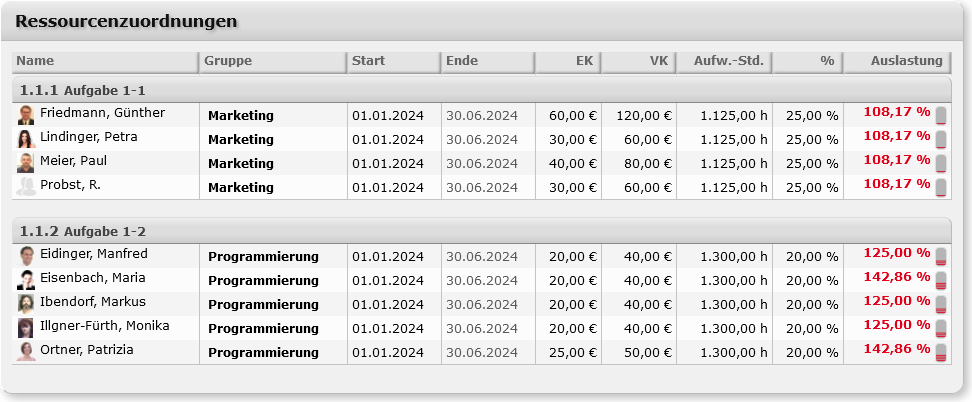 Ressourcenzuordnungen
Name Gruppe Start Ende EK VK Aufw.-Std. % Auslastung
1.1.1 Aufgabe 1-1
Friedmann, Günther Marketing 01.01.2024 30.06.2024 60,00 € 120,00 € 1.125,00 h 25,00 % 108,17 %
Lindinger, Petra Marketing 01.01.2024 30.06.2024 30,00 € 60,00 € 1.125,00 h 25,00 % 108,17 %
Meier, Paul Marketing 01.01.2024 30.06.2024 40,00 € 80,00 € 1.125,00 h 25,00 % 108,17 %
Probst, R. Marketing 01.01.2024 30.06.2024 30,00 € 60,00 € 1.125,00 h 25,00 % 108,17 %
1.1.2 Aufgabe 1-2
Eidinger, Manfred Programmierung 01.01.2024 30.06.2024 20,00 € 40,00 € 1.300,00 h 20,00 % 125,00 %
Eisenbach, Maria Programmierung 01.01.2024 30.06.2024 20,00 € 40,00 € 1.300,00 h 20,00 % 142,86 %
Ibendorf, Markus Programmierung 01.01.2024 30.06.2024 20,00 € 40,00 € 1.300,00 h 20,00 % 125,00 %
Illgner-Fürth, Monika Programmierung 01.01.2024 30.06.2024 20,00 € 40,00 € 1.300,00 h 20,00 % 125,00 %
Ortner, Patrizia Programmierung 01.01.2024 30.06.2024 25,00 € 50,00 € 1.300,00 h 20,00 % 142,86 %